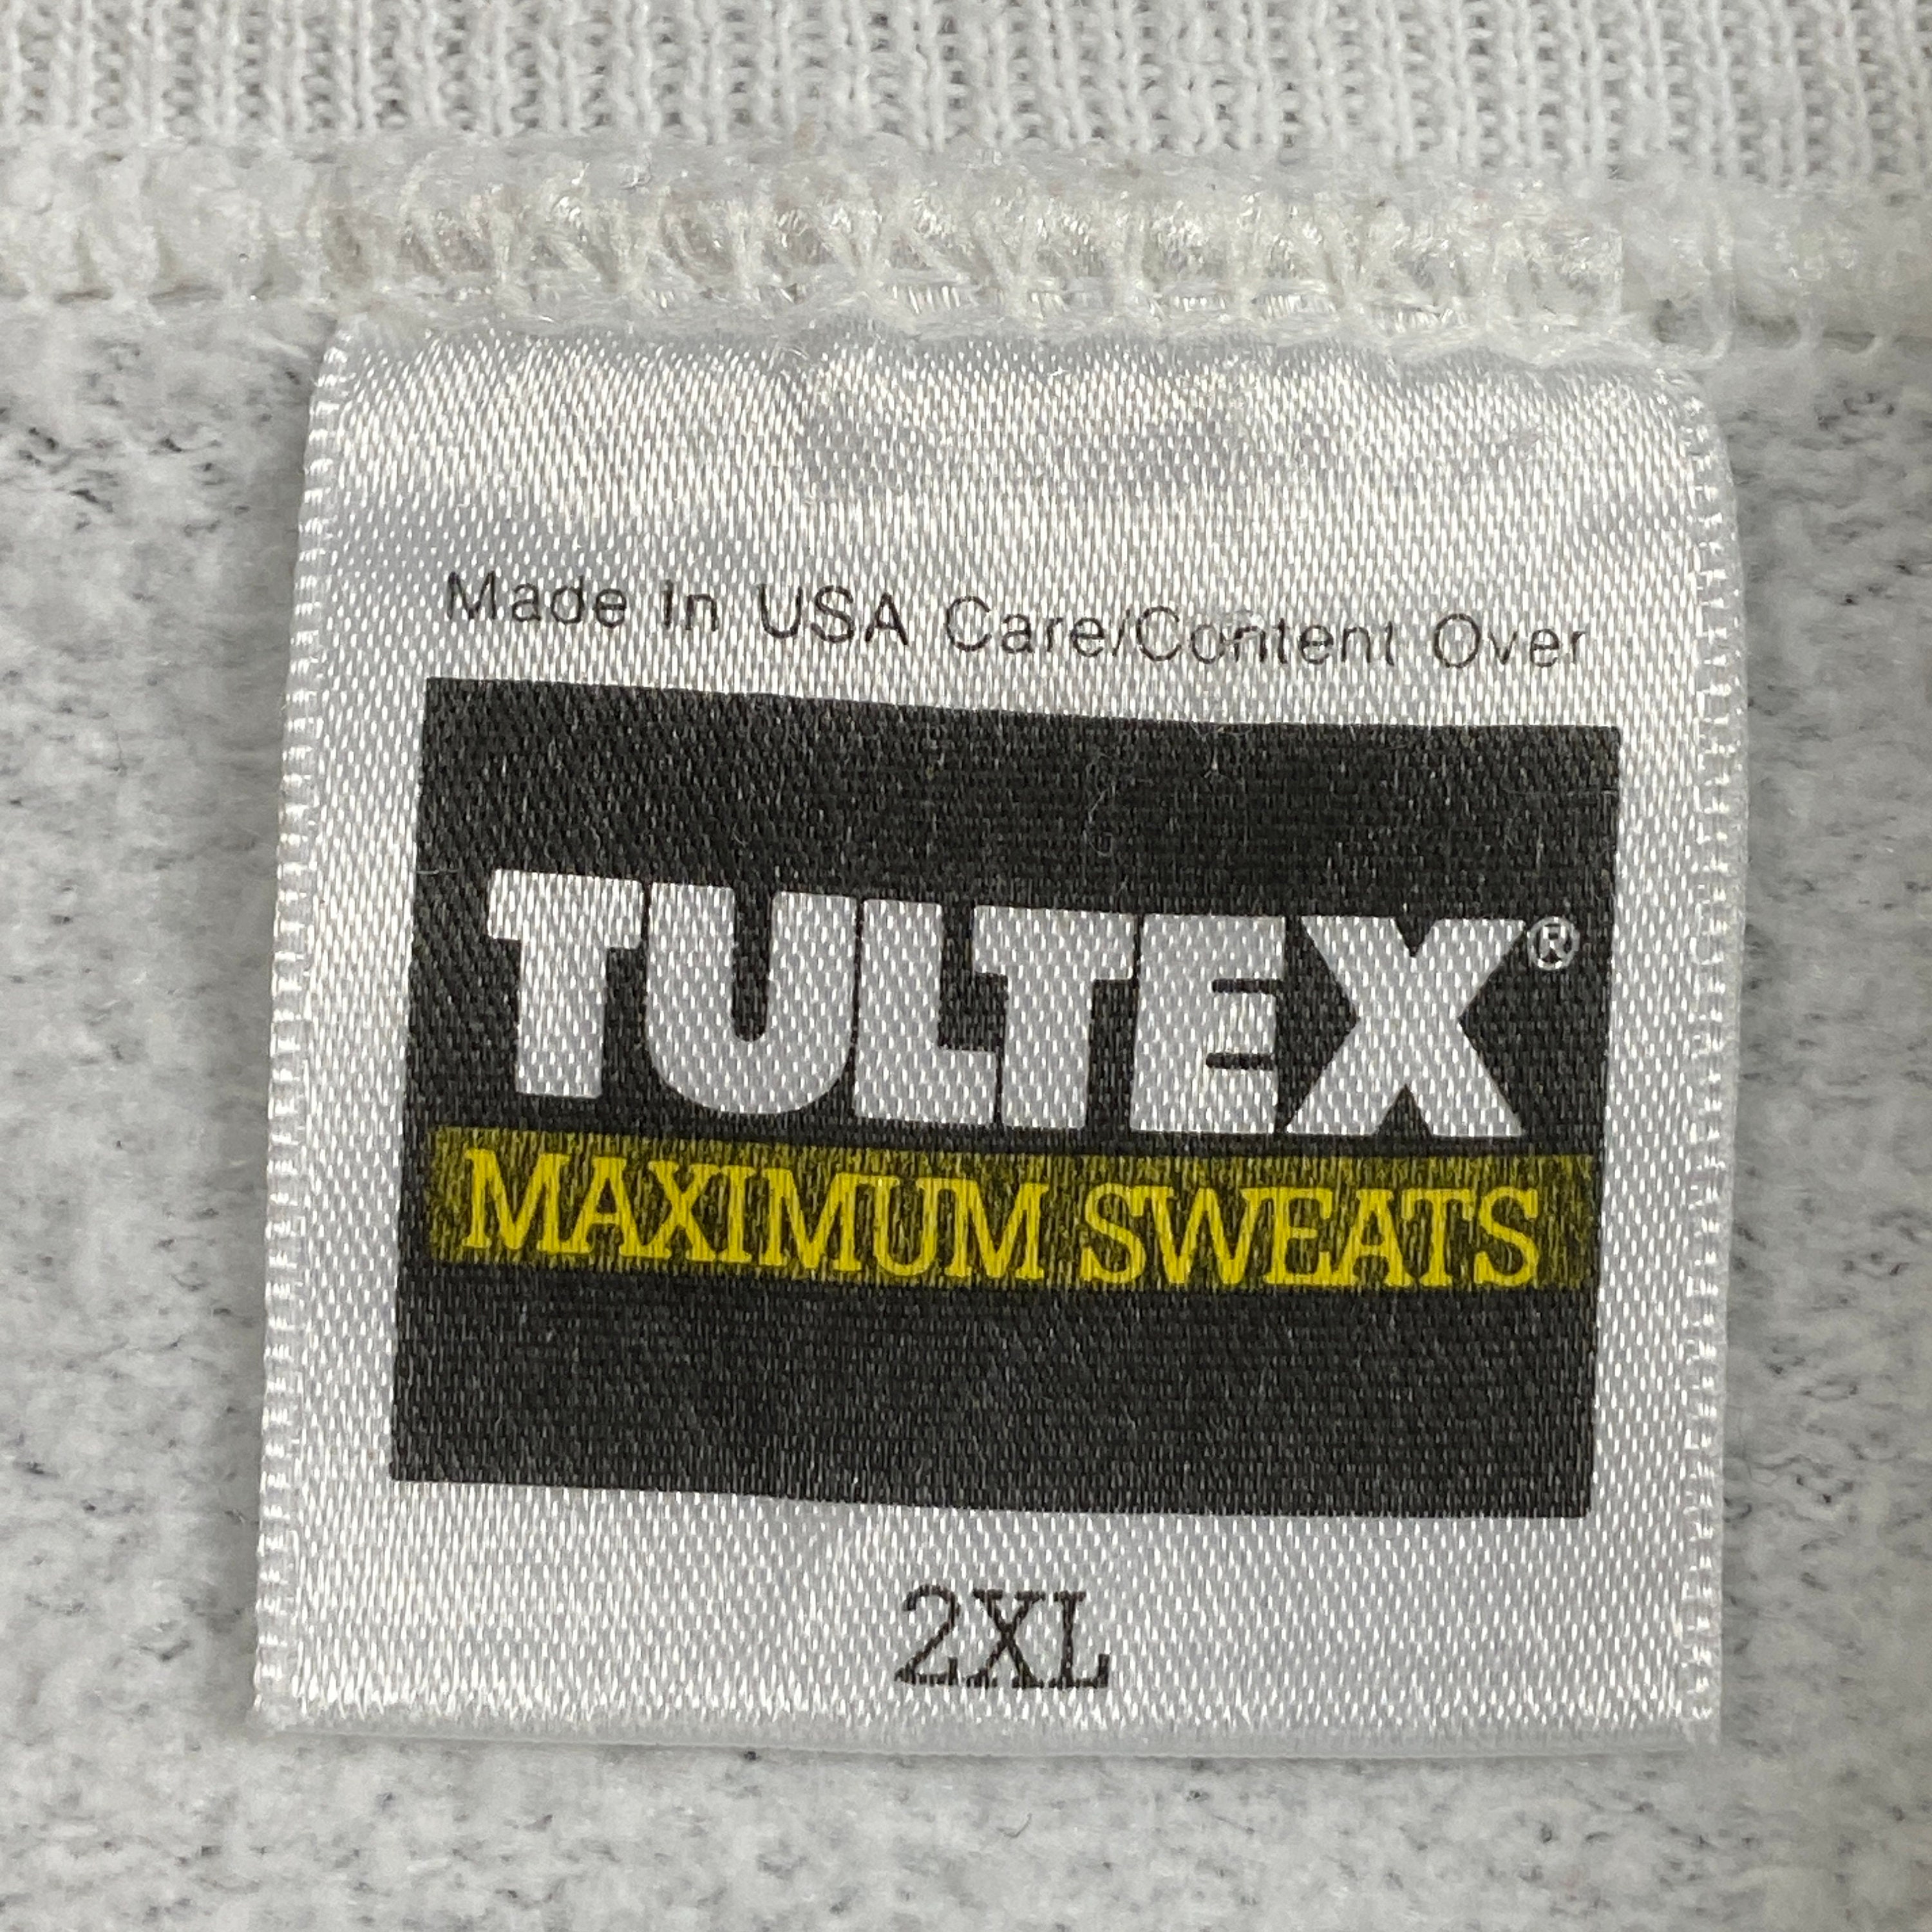 Made In USA Care/Content Over
TULTEX®
MAXIMUM SWEATS
2XL